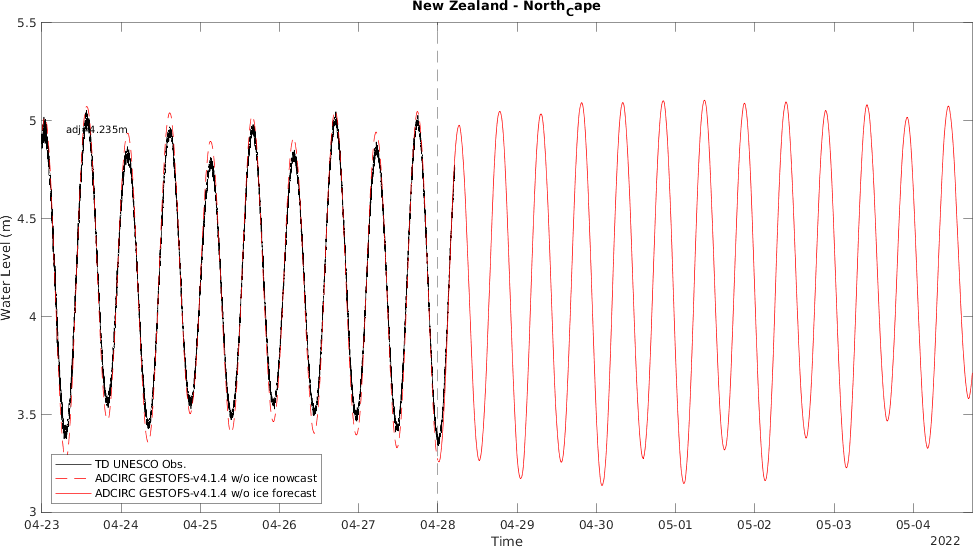 New Zealand - NorthCape
5.5
5
4.5
4
3.5
3
Water Level (m)
adj=4.235m
TD UNESCO Obs.
ADCIRC GESTOFS-v4.1.4 w/o ice nowcast
ADCIRC GESTOFS-v4.1.4 w/o ice forecast
04-23 04-24 04-25 04-26 04-27 04-28 04-29 04-30 05-01 05-02 05-03 05-04
Time
2022